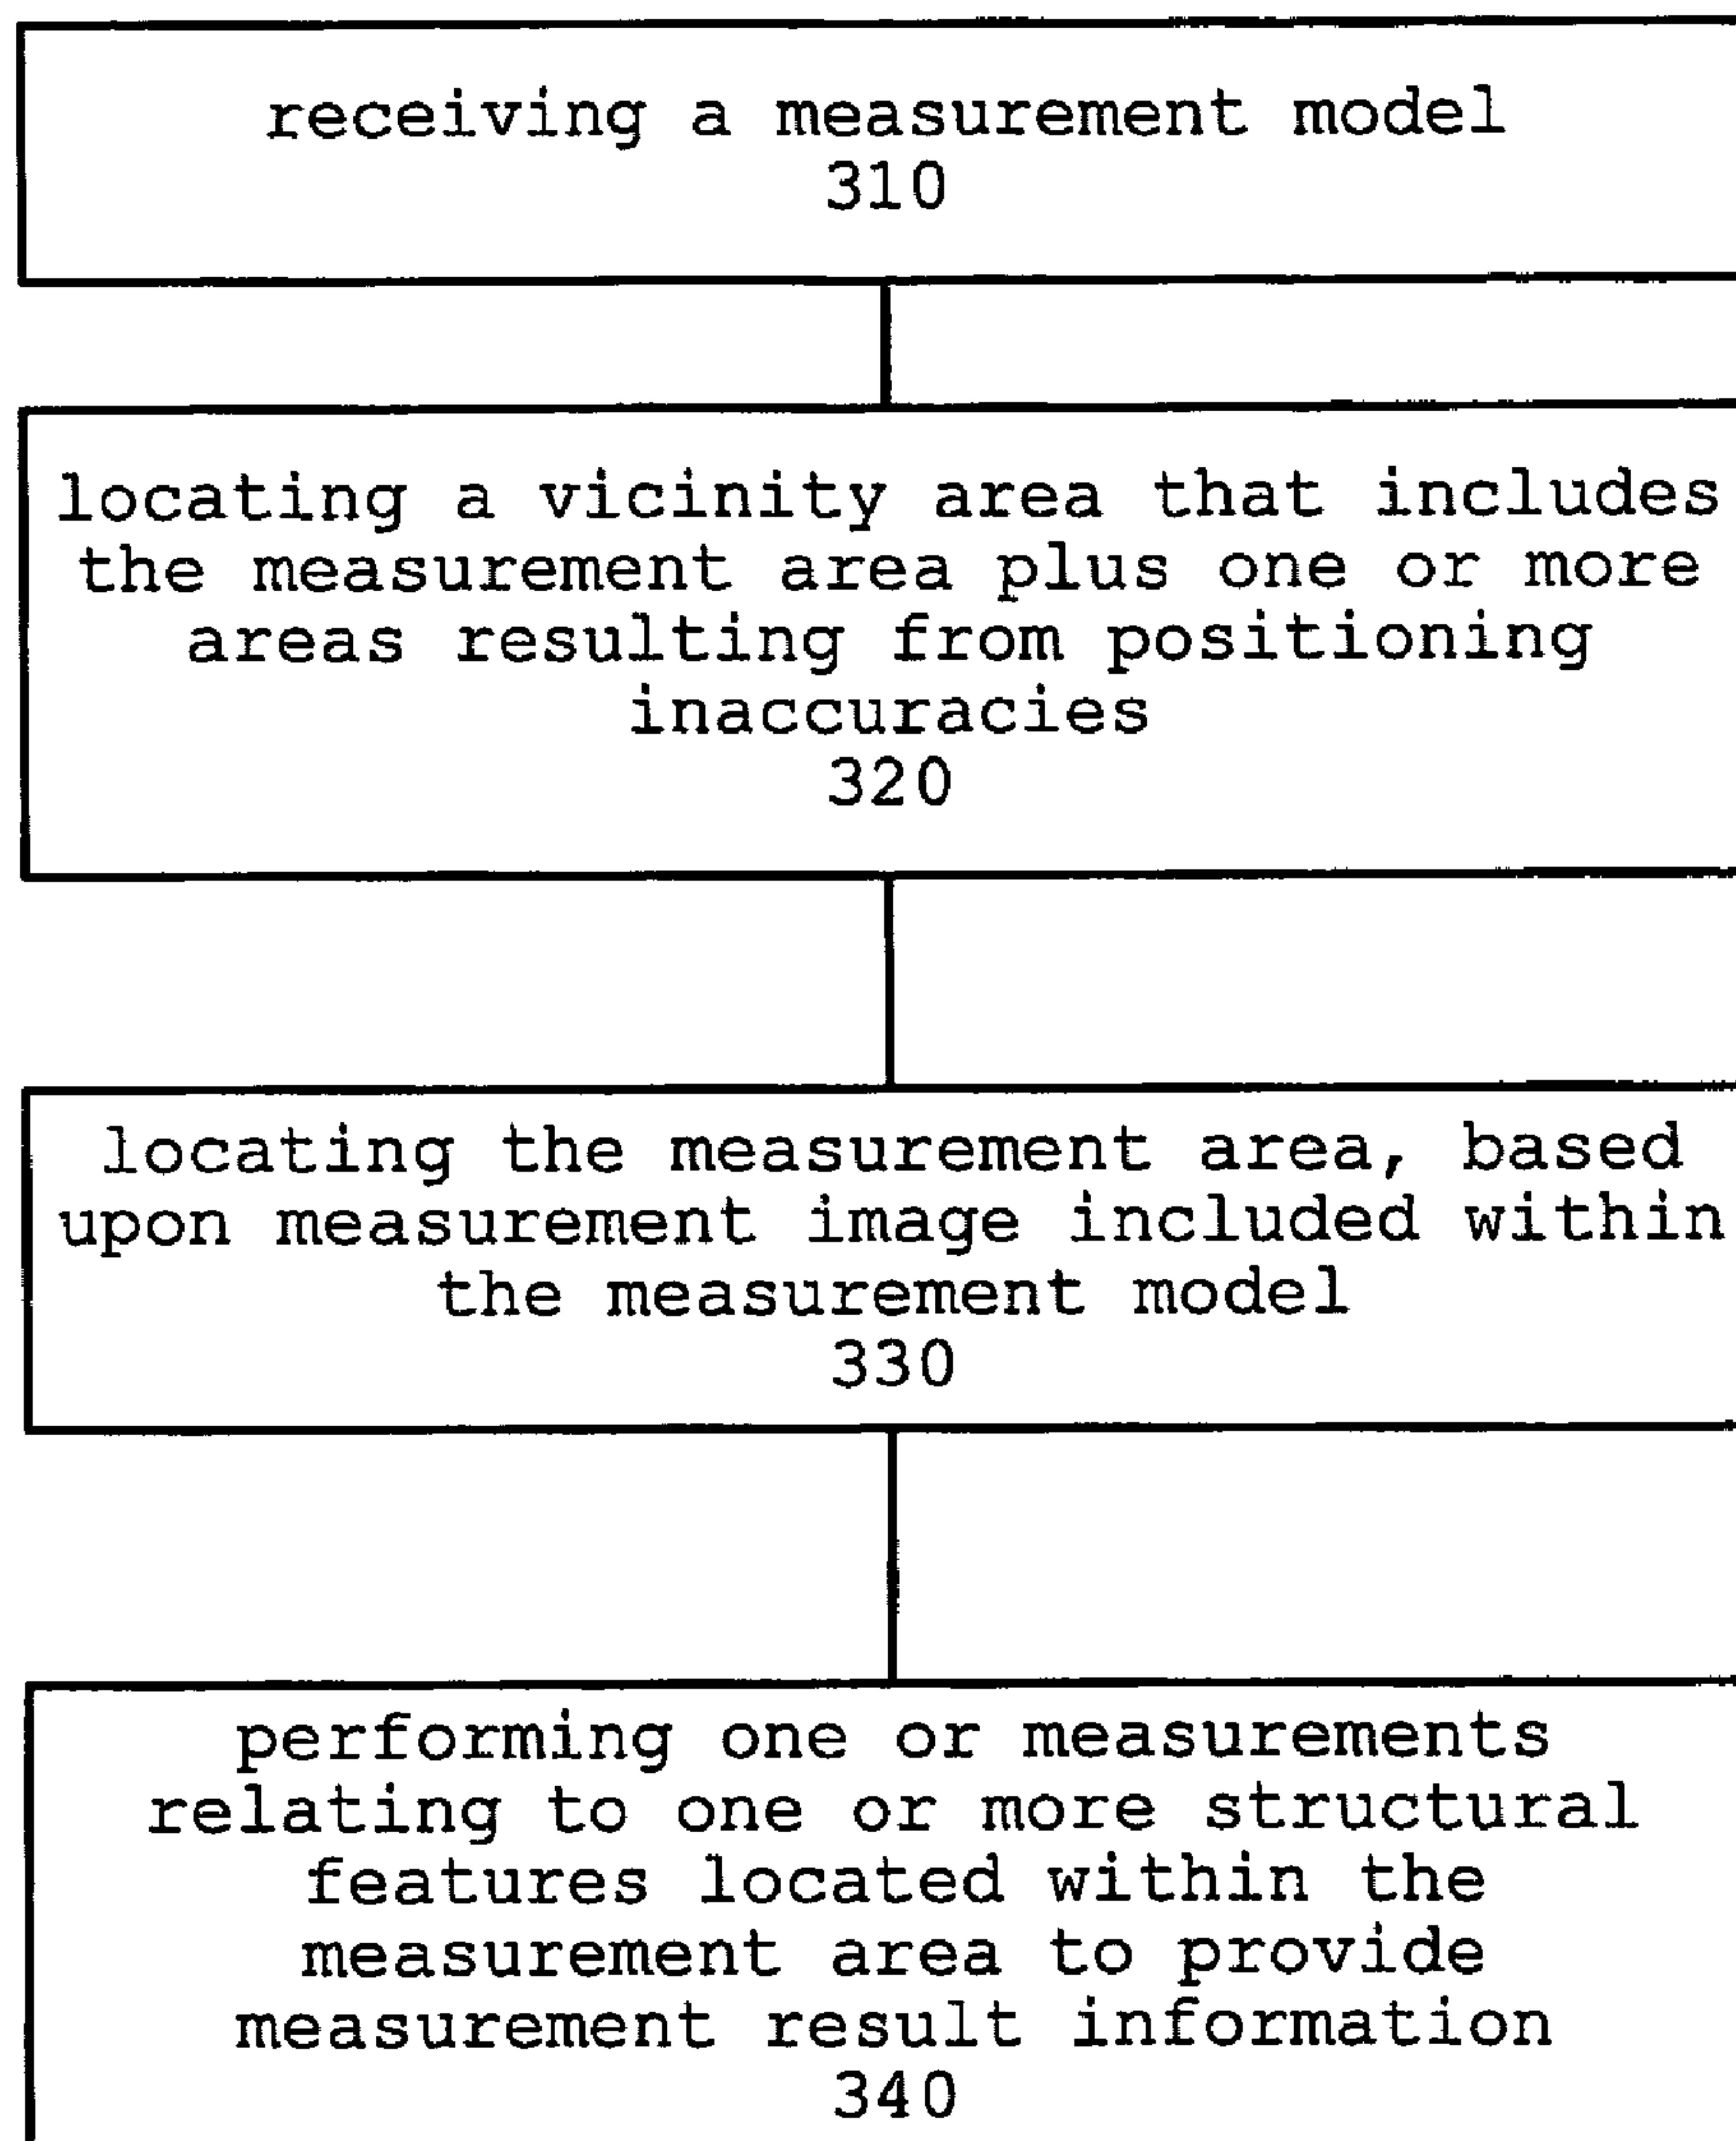 receiving a measurement model
310
locating a vicinity area that includes
the measurement area plus one or more
areas resulting from positioning
inaccuracies
320
locating the measurement area, based
upon measurement image included within
the measurement model
330
performing one or measurements
relating to one or more structural
features located within the
measurement area to provide
measurement result information
340